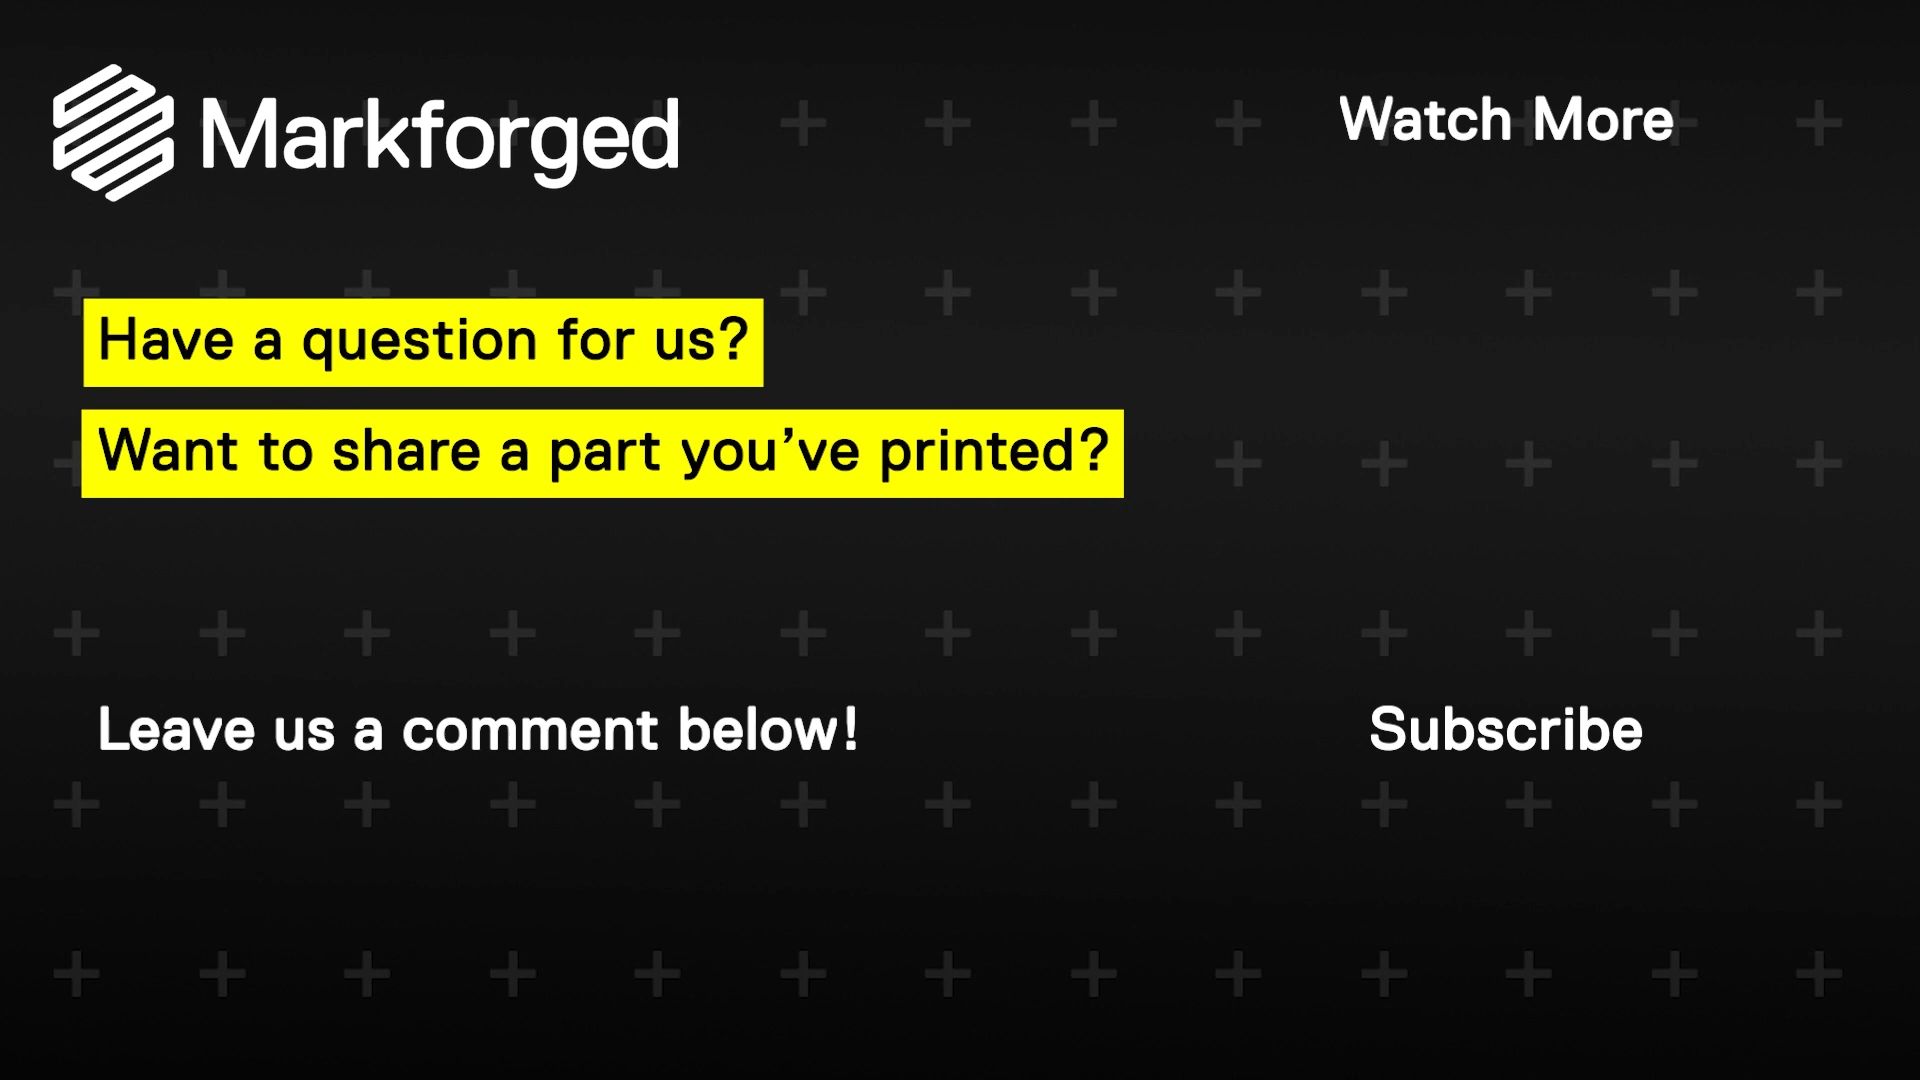 Markforged
Watch More
Have a question for us?
Want to share a part you’ve printed?
Leave us a comment below!
Subscribe